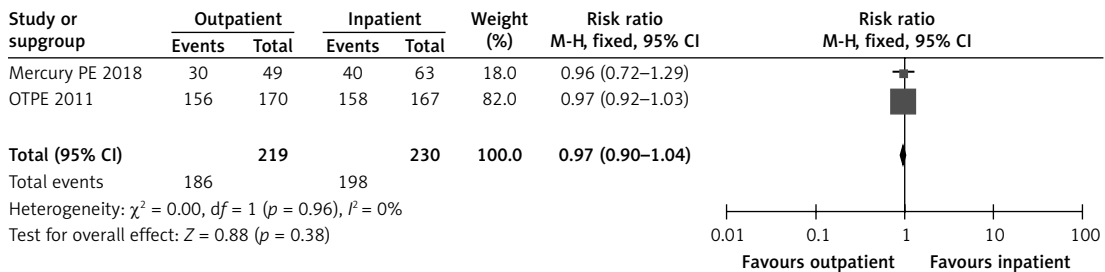 Study or Outpatient Inpatient Weight Risk ratio Risk ratio
supgroup Events Total Events Total (%) M-H, fixed, 95% CI M-H, fixed, 95% CI
Mercury PE 2018 30 49 40 63 18.0 0.96 (0.72–1.29)
OTPE 2011 156 170 158 167 82.0 0.97 (0.92–1.03)
Total (95% CI) 219 230 100.0 0.97 (0.90–1.04)
Total events 186 198
Heterogeneity: χ² = 0.00, df = 1 (p = 0.96), I² = 0%
Test for overall effect: Z = 0.88 (p = 0.38)
0.01 0.1 1 10 100
Favours outpatient Favours inpatient